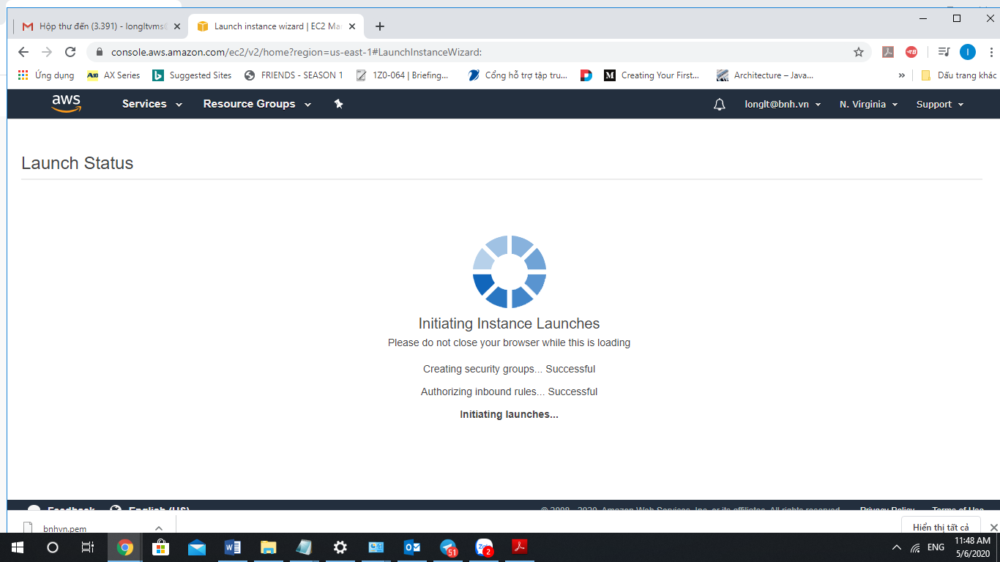 Hộp thư đến (3.391) - longltvms@
Launch instance wizard | EC2 Ma
console.aws.amazon.com/ec2/v2/home?region=us-east-1#LaunchInstanceWizard:
I
Ứng dụng
A10
AX Series
Suggested Sites
FRIENDS - SEASON 1
1Z0-064 | Briefing...
Cổng hỗ trợ tập tru...
M
Creating Your First...
Architecture – Java...
»
Dấu trang khác
aws
Services
Resource Groups
longlt@bnh.vn
N. Virginia
Support
Launch Status
Initiating Instance Launches
Please do not close your browser while this is loading
Creating security groups... Successful
Authorizing inbound rules... Successful
Initiating launches...
Feedback
English (US)
© 2008 - 2020, Amazon Web Services, Inc. or its affiliates. All rights reserved.
Privacy Policy
Terms of Use
bnhvn.pem
Hiển thị tất cả
51
Zalo
2
ENG
11:48 AM
5/6/2020